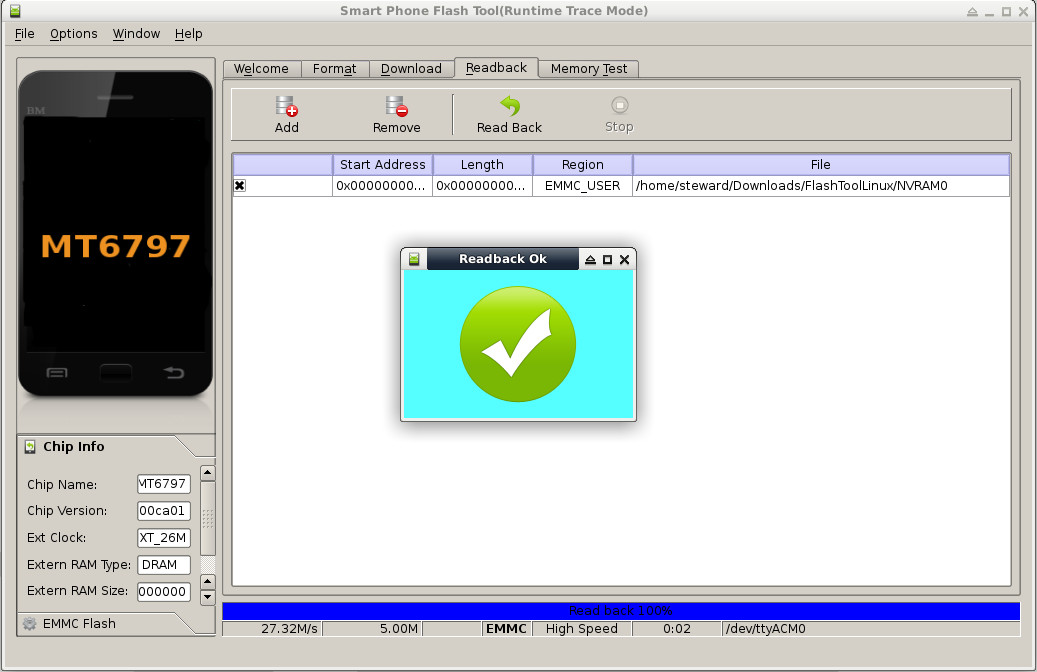 Smart Phone Flash Tool(Runtime Trace Mode)
File Options Window Help
Welcome Format Download Readback Memory Test
BM
MT6797
Add Remove Read Back Stop
Start Address Length Region File
0x00000000... 0x00000000... EMMC_USER /home/steward/Downloads/FlashToolLinux/NVRAM0
Readback Ok
Chip Info
Chip Name: MT6797
Chip Version: 00ca01
Ext Clock: XT_26M
Extern RAM Type: DRAM
Extern RAM Size: 000000
EMMC Flash
Read back 100%
27.32M/s 5.00M EMMC High Speed 0:02 /dev/ttyACM0